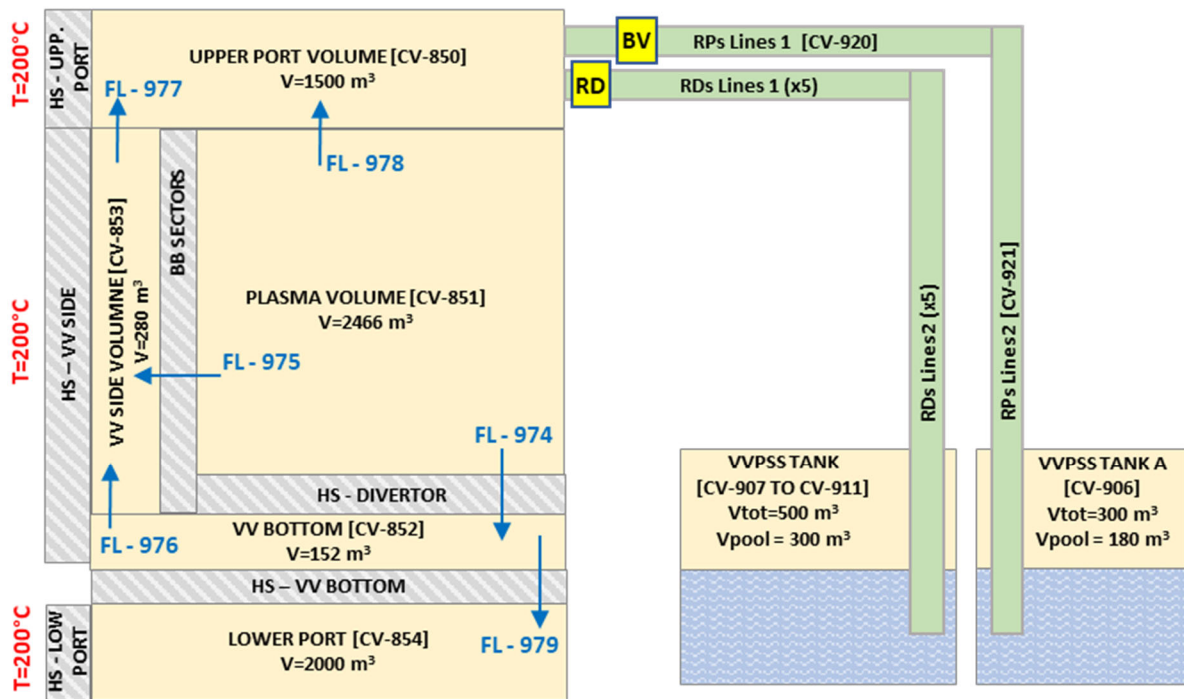 T=200°C
HS - UPP.
PORT
UPPER PORT VOLUME [CV-850]
V=1500 m³
FL - 977
FL - 978
BV
RPs Lines 1 [CV-920]
RD
RDs Lines 1 (x5)
T=200°C
HS – VV SIDE
VV SIDE VOLUMNE [CV-853]
V=280 m³
BB SECTORS
PLASMA VOLUME [CV-851]
V=2466 m³
FL - 975
FL - 974
FL - 976
HS - DIVERTOR
VV BOTTOM [CV-852]
V=152 m³
HS – VV BOTTOM
T=200°C
HS - LOW
PORT
LOWER PORT [CV-854]
V=2000 m³
FL - 979
RDs Lines2 (x5)
RPs Lines2 [CV-921]
VVPSS TANK
[CV-907 TO CV-911]
Vtot=500 m³
Vpool = 300 m³
VVPSS TANK A
[CV-906]
Vtot=300 m³
Vpool = 180 m³